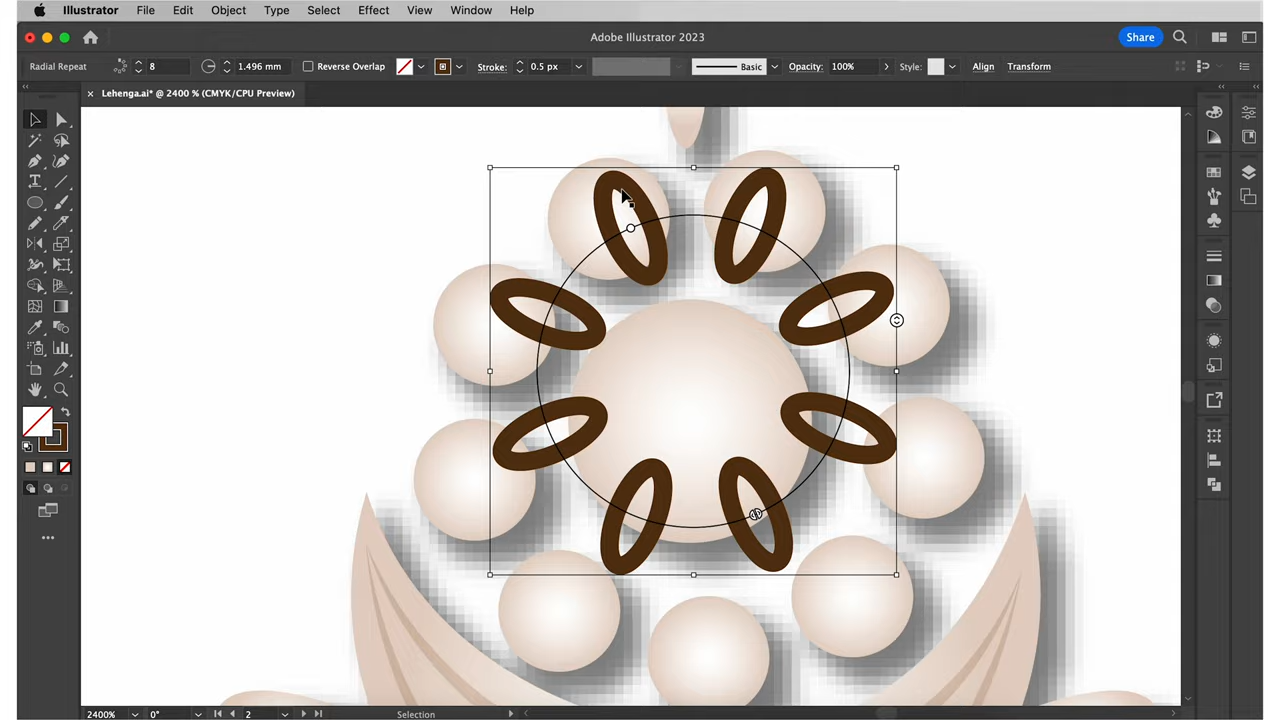 Illustrator File Edit Object Type Select Effect View Window Help
Adobe Illustrator 2023
Share
Radial Repeat 8 1.496 mm Reverse Overlap Stroke: 0.5 px Basic Opacity: 100% Style: Align Transform
× Lehenga.ai* @ 2400 % (CMYK/CPU Preview)
2400% 0° 2 Selection